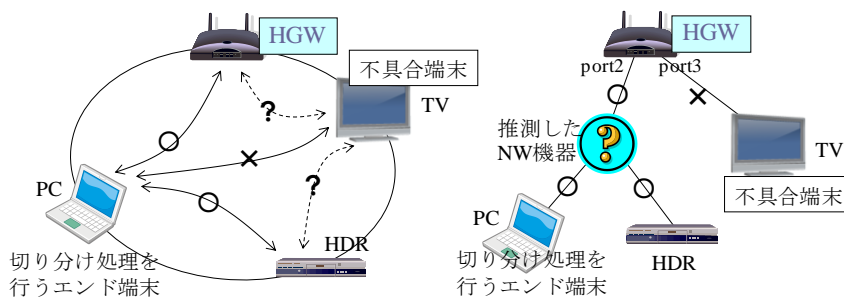 HGW
不具合端末
TV
?
?
PC
HDR
切り分け処理を
行うエンド端末
HGW
port2
port3
推測した
NW機器
?
TV
不具合端末
PC
HDR
切り分け処理を
行うエンド端末